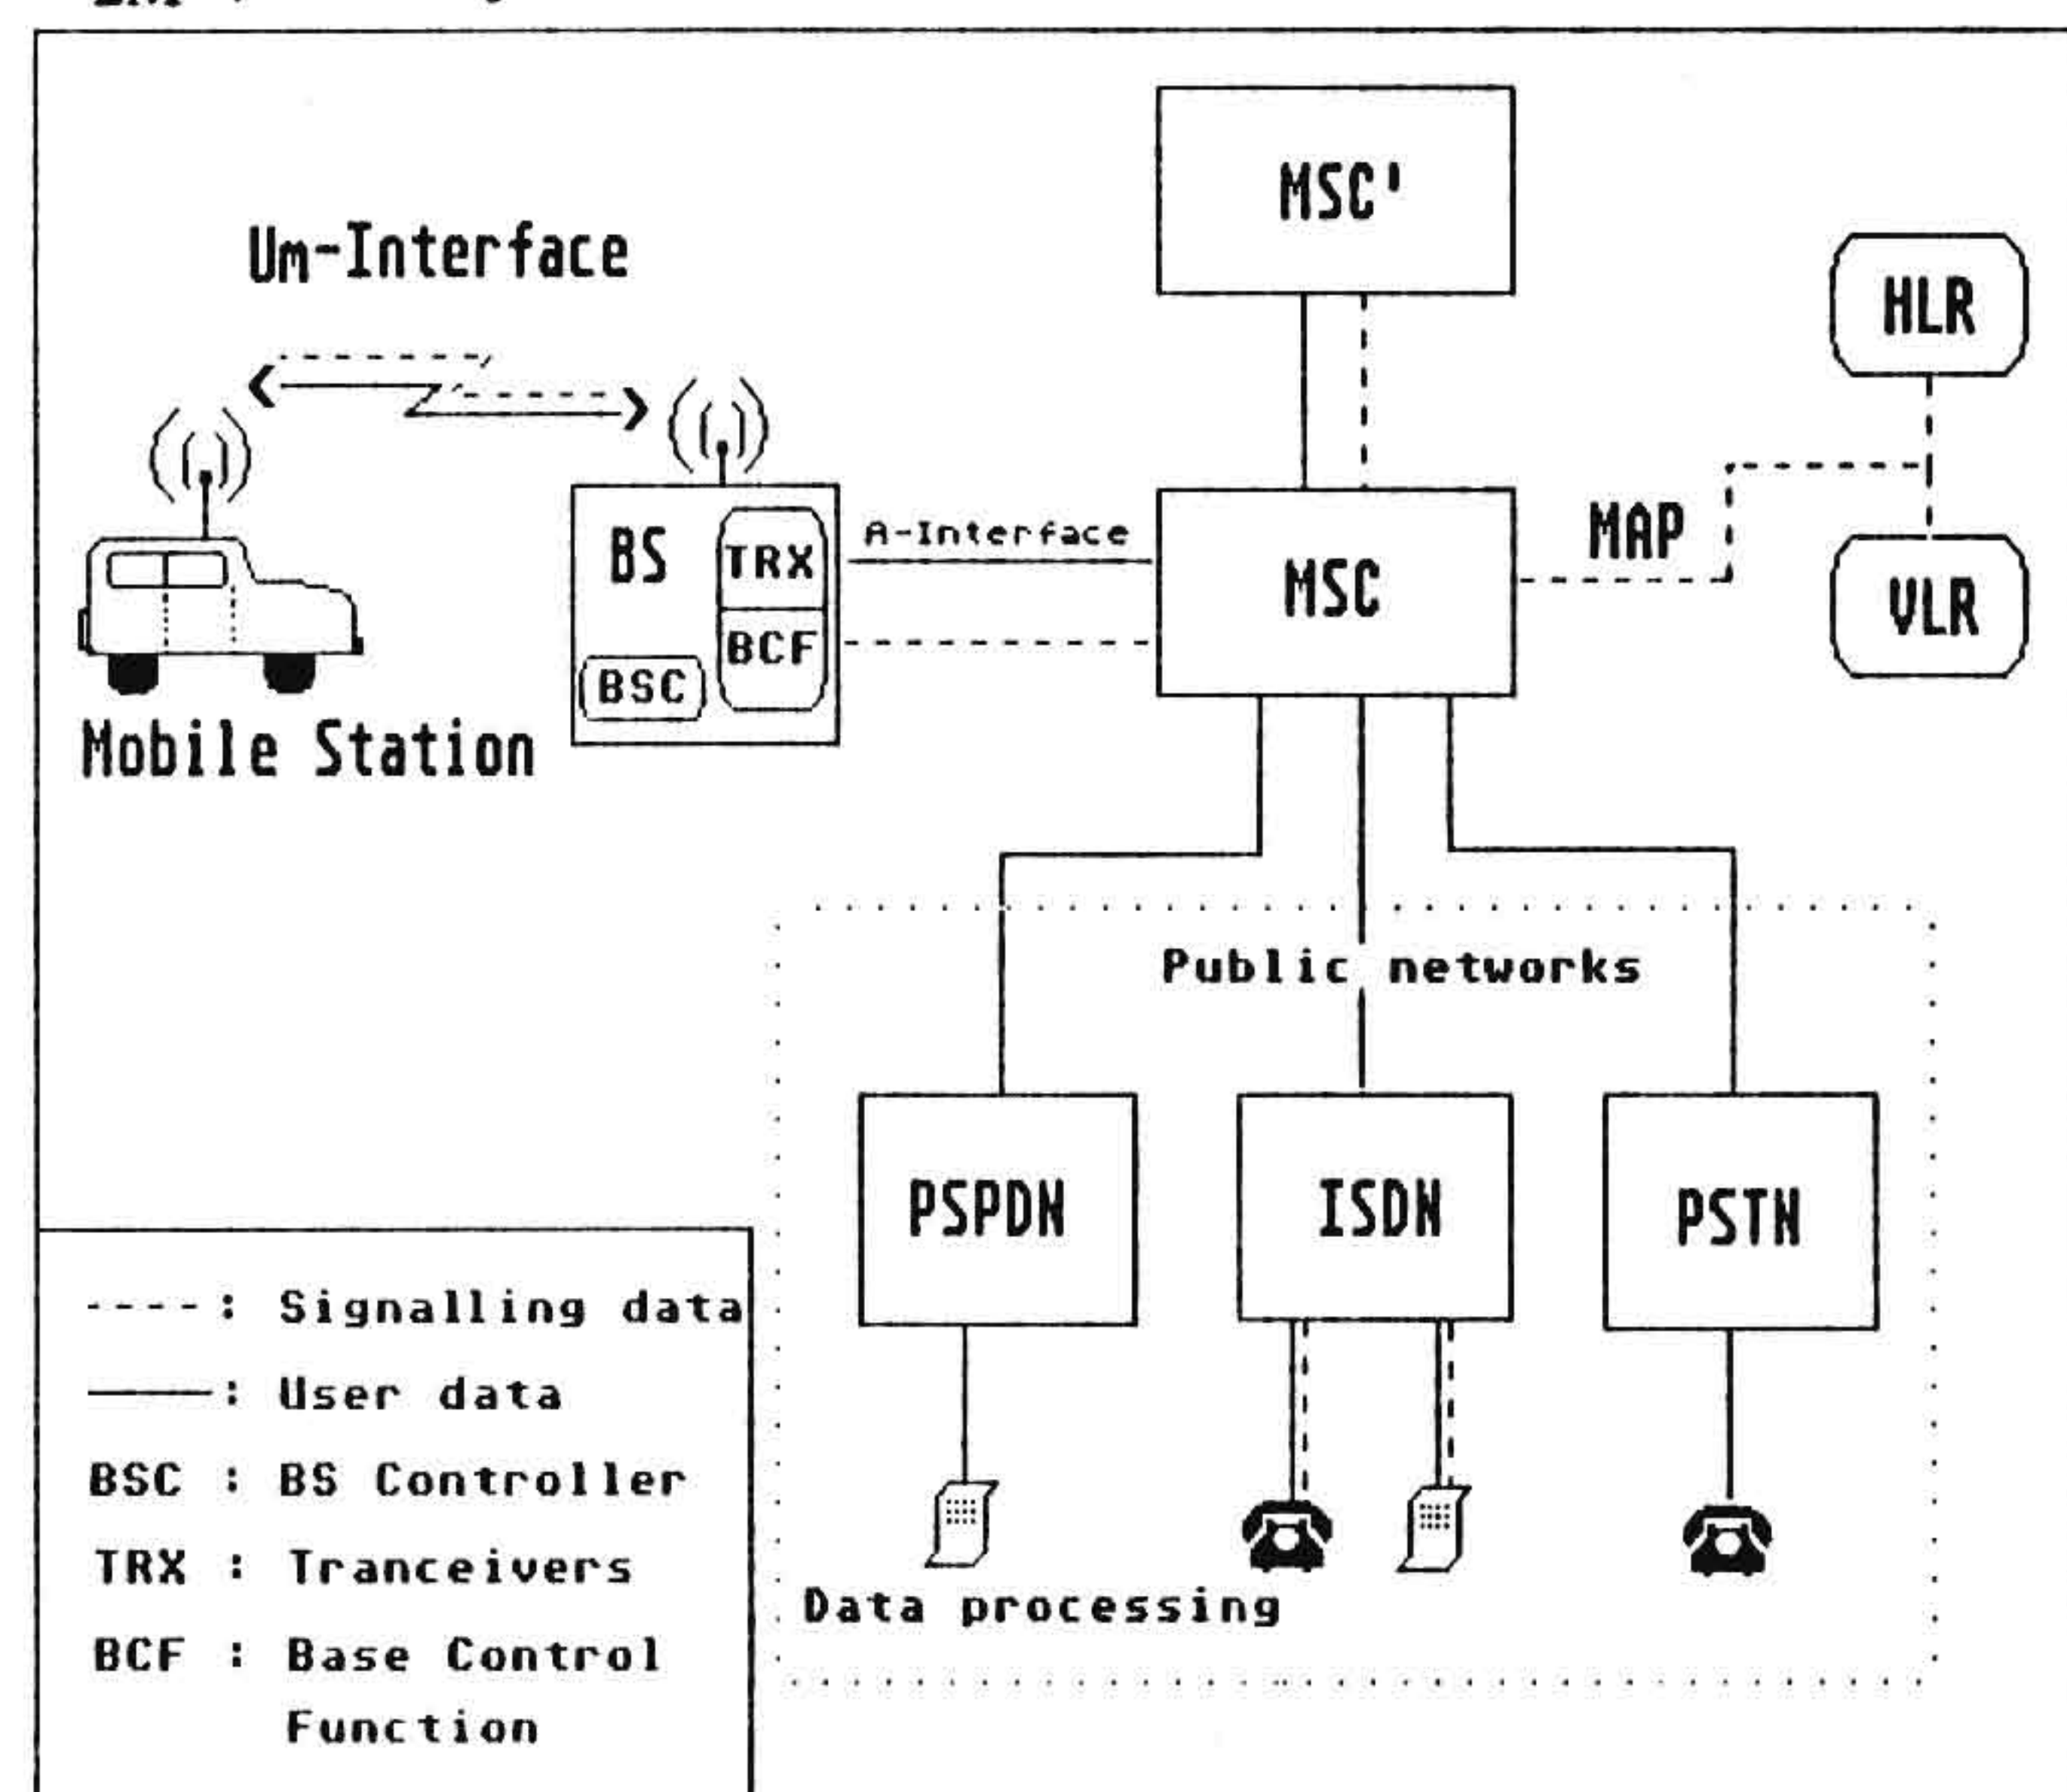 MSC'
Um-Interface
HLR
A-Interface
BS
TRX
MAP
MSC
VLR
BCF
BSC
Mobile Station
Public networks
PSPDN
ISDN
PSTN
----: Signalling data
——: User data
BSC : BS Controller
TRX : Tranceivers
Data processing
BCF : Base Control
Function